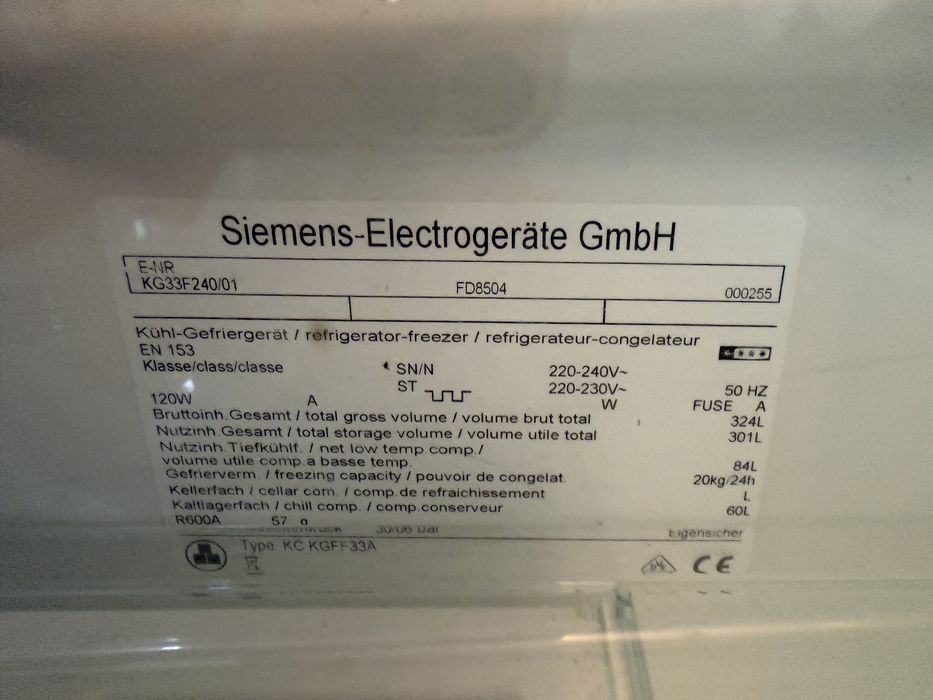 Siemens-Electrogeräte GmbH
E-NR
KG33F240/01 FD8504 000255
Kühl-Gefriergerät / refrigerator-freezer / refrigerateur-congelateur
EN 153
Klasse/class/classe SN/N 220-240V~
ST 220-230V~ 50 HZ
120W A W FUSE A
Bruttoinh.Gesamt / total gross volume / volume brut total 324L
Nutzinh.Gesamt / total storage volume / volume utile total 301L
Nutzinh.Tiefkühlf. / net low temp.comp./
volume utile comp.a basse temp. 84L
Gefrierverm. / freezing capacity / pouvoir de congelat. 20kg/24h
Kellerfach / cellar com. / comp.de refraichissement L
Kaltlagerfach / chill comp. / comp.conserveur 60L
R600A 57 g
Eigensicher
Type KC KGFF33A
CE